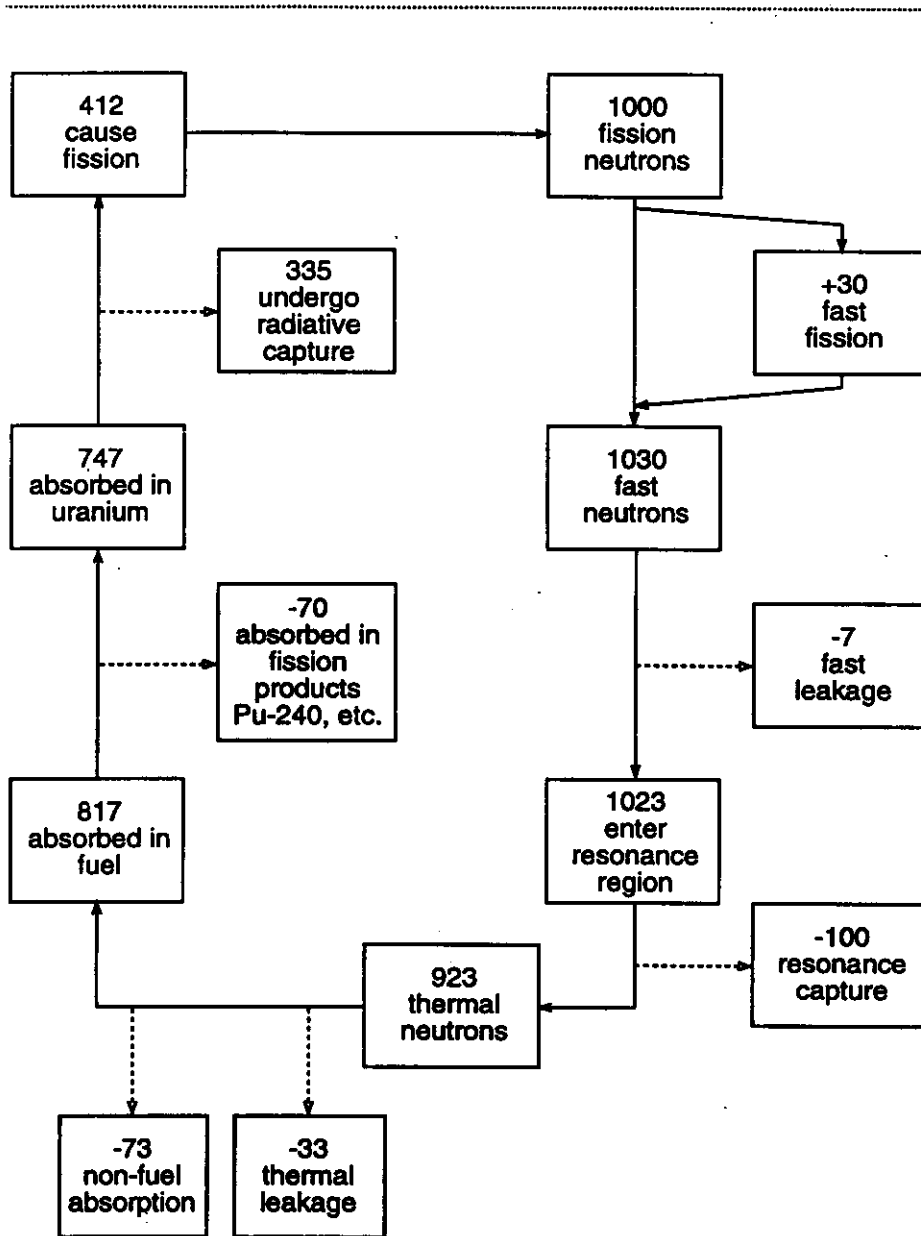 412
cause
fission
1000
fission
neutrons
335
undergo
radiative
capture
+30
fast
fission
747
absorbed in
uranium
1030
fast
neutrons
-70
absorbed in
fission
products
Pu-240, etc.
-7
fast
leakage
817
absorbed in
fuel
1023
enter
resonance
region
923
thermal
neutrons
-100
resonance
capture
-73
non-fuel
absorption
-33
thermal
leakage